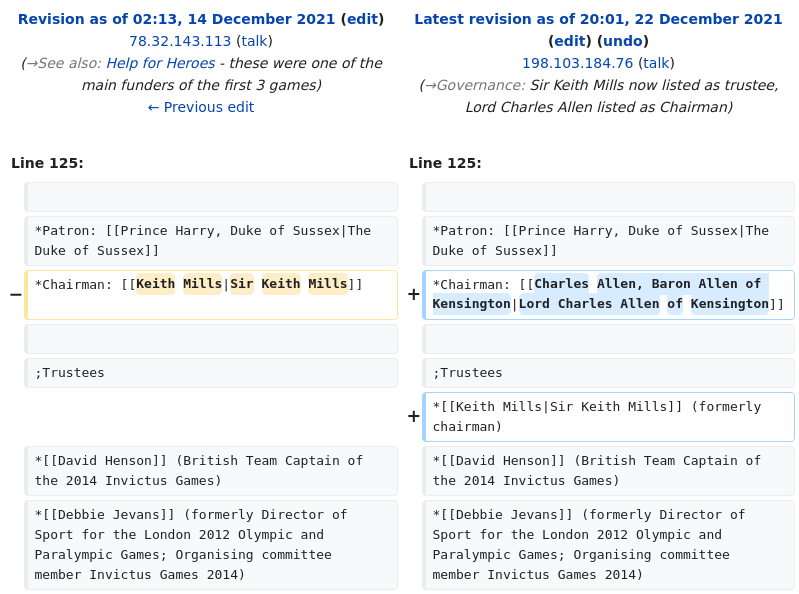 Revision as of 02:13, 14 December 2021 (edit)
78.32.143.113 (talk)
(→See also: Help for Heroes - these were one of the
main funders of the first 3 games)
← Previous edit
Latest revision as of 20:01, 22 December 2021
(edit) (undo)
198.103.184.76 (talk)
(→Governance: Sir Keith Mills now listed as trustee,
Lord Charles Allen listed as Chairman)
Line 125:
Line 125:
*Patron: [[Prince Harry, Duke of Sussex|The
Duke of Sussex]]
*Patron: [[Prince Harry, Duke of Sussex|The
Duke of Sussex]]
−
*Chairman: [[Keith Mills|Sir Keith Mills]]
+
*Chairman: [[Charles Allen, Baron Allen of
Kensington|Lord Charles Allen of Kensington]]
;Trustees
;Trustees
+
*[[Keith Mills|Sir Keith Mills]] (formerly
chairman)
*[[David Henson]] (British Team Captain of
the 2014 Invictus Games)
*[[David Henson]] (British Team Captain of
the 2014 Invictus Games)
*[[Debbie Jevans]] (formerly Director of
Sport for the London 2012 Olympic and
Paralympic Games; Organising committee
member Invictus Games 2014)
*[[Debbie Jevans]] (formerly Director of
Sport for the London 2012 Olympic and
Paralympic Games; Organising committee
member Invictus Games 2014)